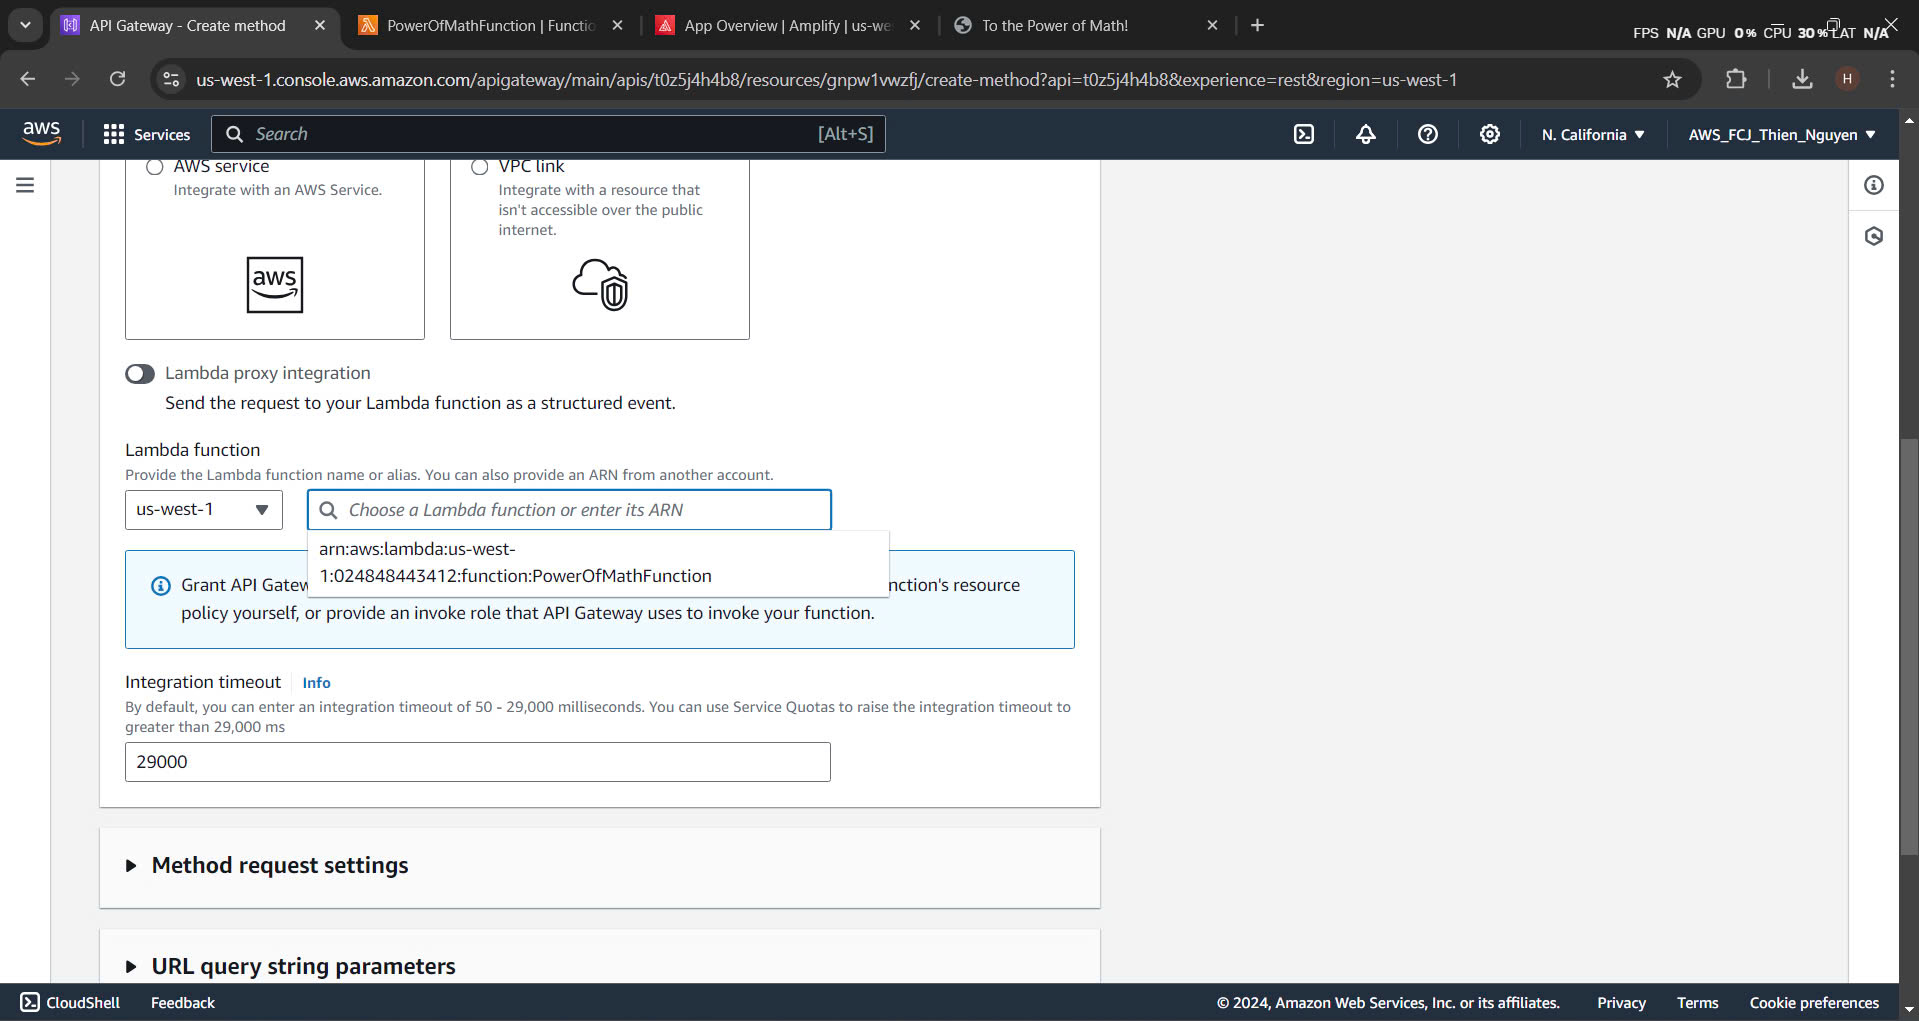 API Gateway - Create method
PowerOfMathFunction | Functio
App Overview | Amplify | us-we
To the Power of Math!
FPS N/A GPU 0% CPU 30% LAT N/A
us-west-1.console.aws.amazon.com/apigateway/main/apis/t0z5j4h4b8/resources/gnpw1vwzfj/create-method?api=t0z5j4h4b8&experience=rest&region=us-west-1
H
aws
Services
Search
[Alt+S]
N. California
AWS_FCJ_Thien_Nguyen
AWS service
Integrate with an AWS Service.
aws
VPC link
Integrate with a resource that
isn't accessible over the public
internet.
Lambda proxy integration
Send the request to your Lambda function as a structured event.
Lambda function
Provide the Lambda function name or alias. You can also provide an ARN from another account.
us-west-1
Choose a Lambda function or enter its ARN
arn:aws:lambda:us-west-
1:024848443412:function:PowerOfMathFunction
Grant API Gatew
nction's resource
policy yourself, or provide an invoke role that API Gateway uses to invoke your function.
Integration timeout Info
By default, you can enter an integration timeout of 50 - 29,000 milliseconds. You can use Service Quotas to raise the integration timeout to
greater than 29,000 ms
29000
Method request settings
URL query string parameters
CloudShell
Feedback
© 2024, Amazon Web Services, Inc. or its affiliates.
Privacy
Terms
Cookie preferences